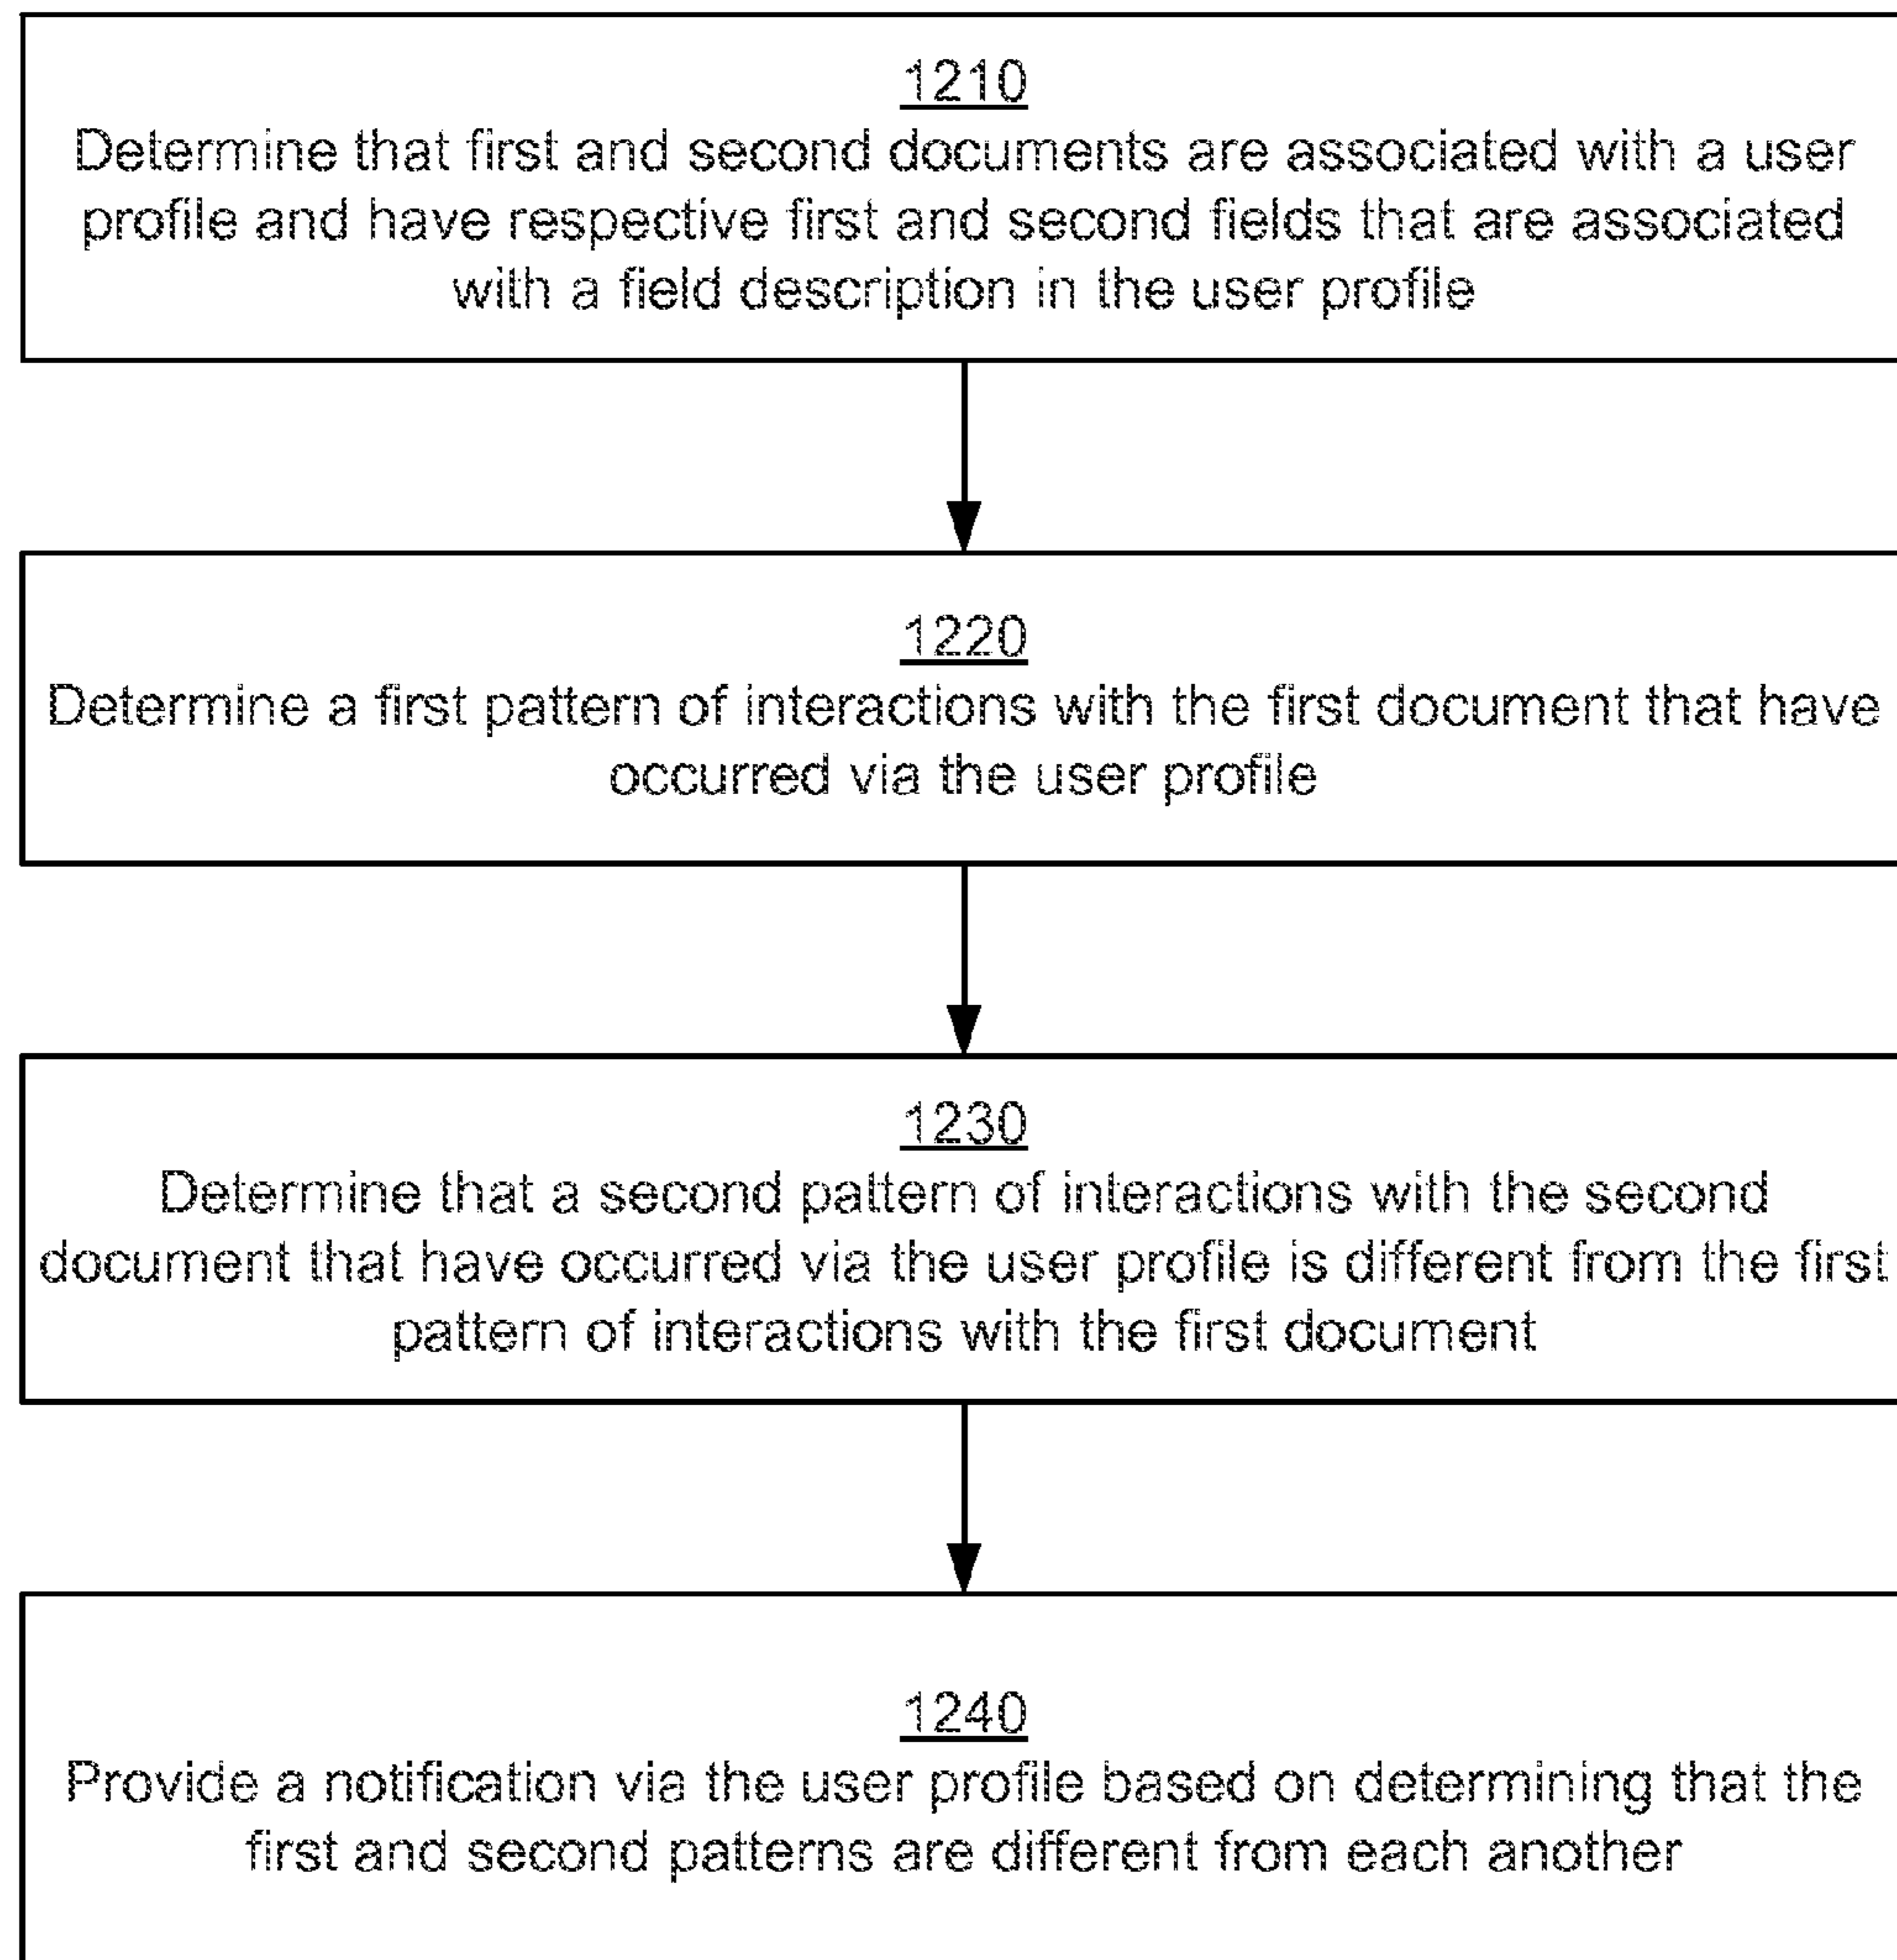 1210
Determine that first and second documents are associated with a user
profile and have respective first and second fields that are associated
with a field description in the user profile
1220
Determine a first pattern of interactions with the first document that have
occurred via the user profile
1230
Determine that a second pattern of interactions with the second
document that have occurred via the user profile is different from the first
pattern of interactions with the first document
1240
Provide a notification via the user profile based on determining that the
first and second patterns are different from each another